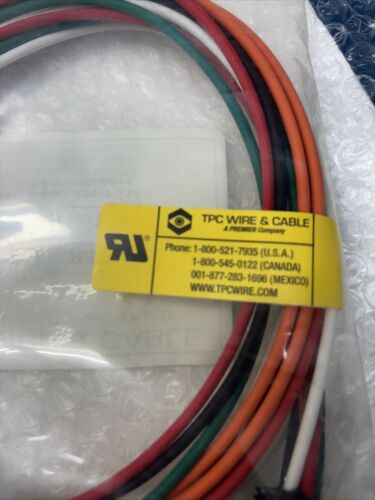 TPC WIRE & CABLE
A PREMIER Company
Phone: 1-800-521-7935 (U.S.A.)
1-800-545-0122 (CANADA)
001-877-283-1696 (MEXICO)
WWW.TPCWIRE.COM
CABLE